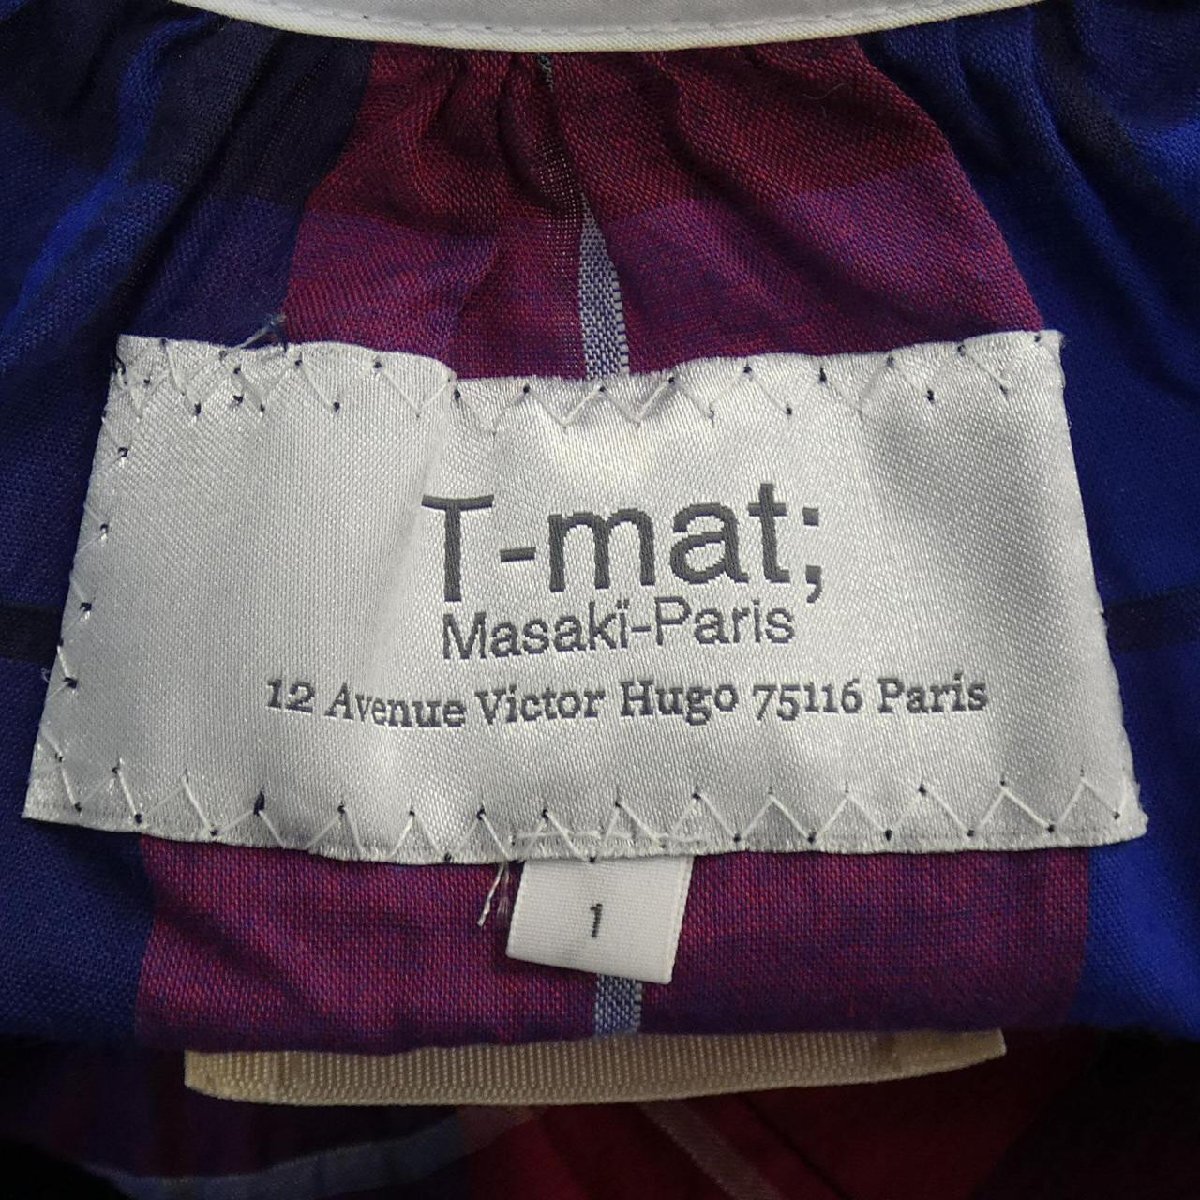 T-mat;
Masakï-Paris
12 Avenue Victor Hugo 75116 Paris
1